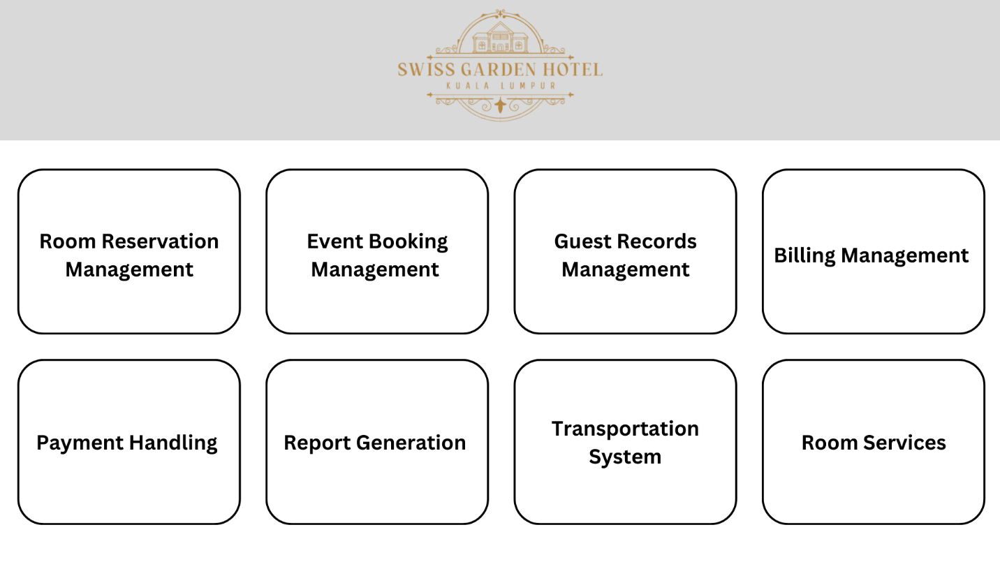 SWISS GARDEN HOTEL
KUALA LUMPUR
Room Reservation
Management
Event Booking
Management
Guest Records
Management
Billing Management
Payment Handling
Report Generation
Transportation
System
Room Services